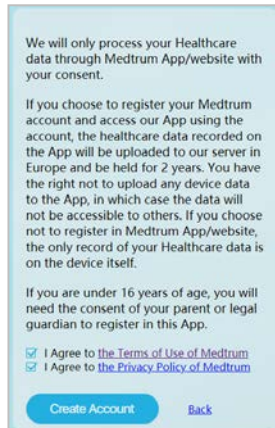 We will only process your Healthcare
data through Medtrum App/website with
your consent.
If you choose to register your Medtrum
account and access our App using the
account, the healthcare data recorded on
the App will be uploaded to our server in
Europe and be held for 2 years. You have
the right not to upload any device data
to the App, in which case the data will
not be accessible to others. If you choose
not to register in Medtrum App/website,
the only record of your Healthcare data is
on the device itself.
If you are under 16 years of age, you will
need the consent of your parent or legal
guardian to register in this App.
I Agree to the Terms of Use of Medtrum
I Agree to the Privacy Policy of Medtrum
Create Account Back